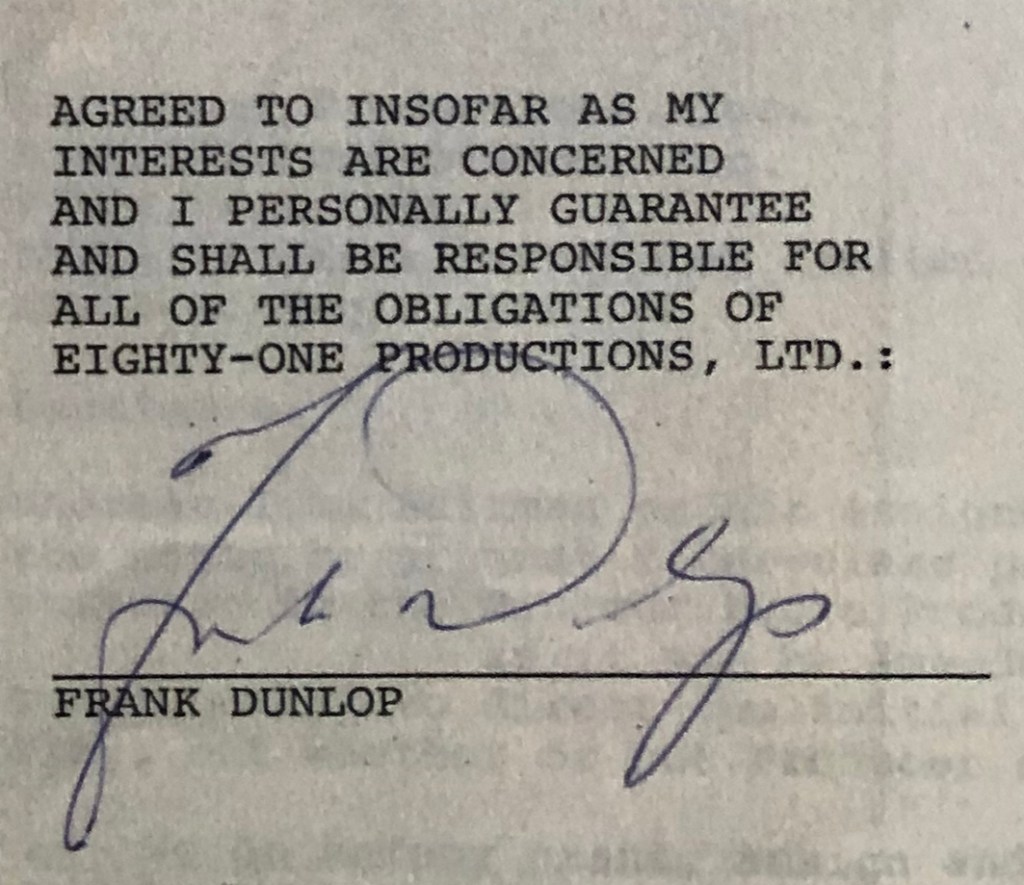 AGREED TO INSOFAR AS MY
INTERESTS ARE CONCERNED
AND I PERSONALLY GUARANTEE
AND SHALL BE RESPONSIBLE FOR
ALL OF THE OBLIGATIONS OF
EIGHTY-ONE PRODUCTIONS, LTD.:
FRANK DUNLOP